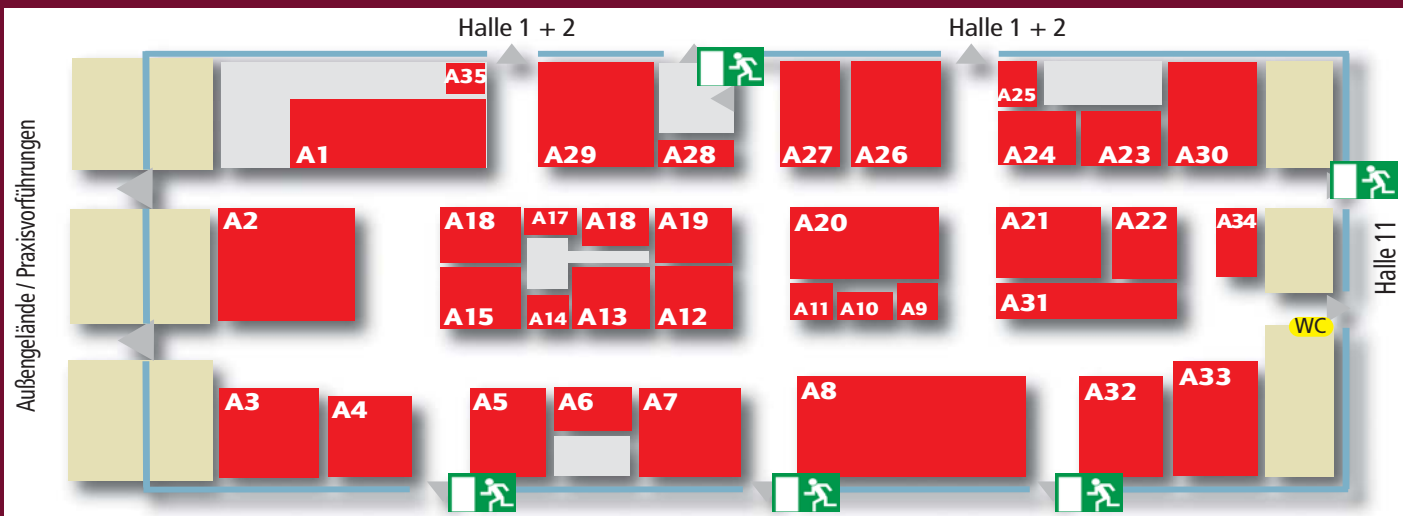 Halle 1 + 2
Halle 1 + 2
A35
A1
A29
A28
A27
A26
A25
A24
A23
A30
Außengelände / Praxisvorführungen
A2
A18
A17
A18
A19
A20
A21
A22
A34
Halle 11
A15
A14
A13
A12
A11
A10
A9
A31
WC
A3
A4
A5
A6
A7
A8
A32
A33